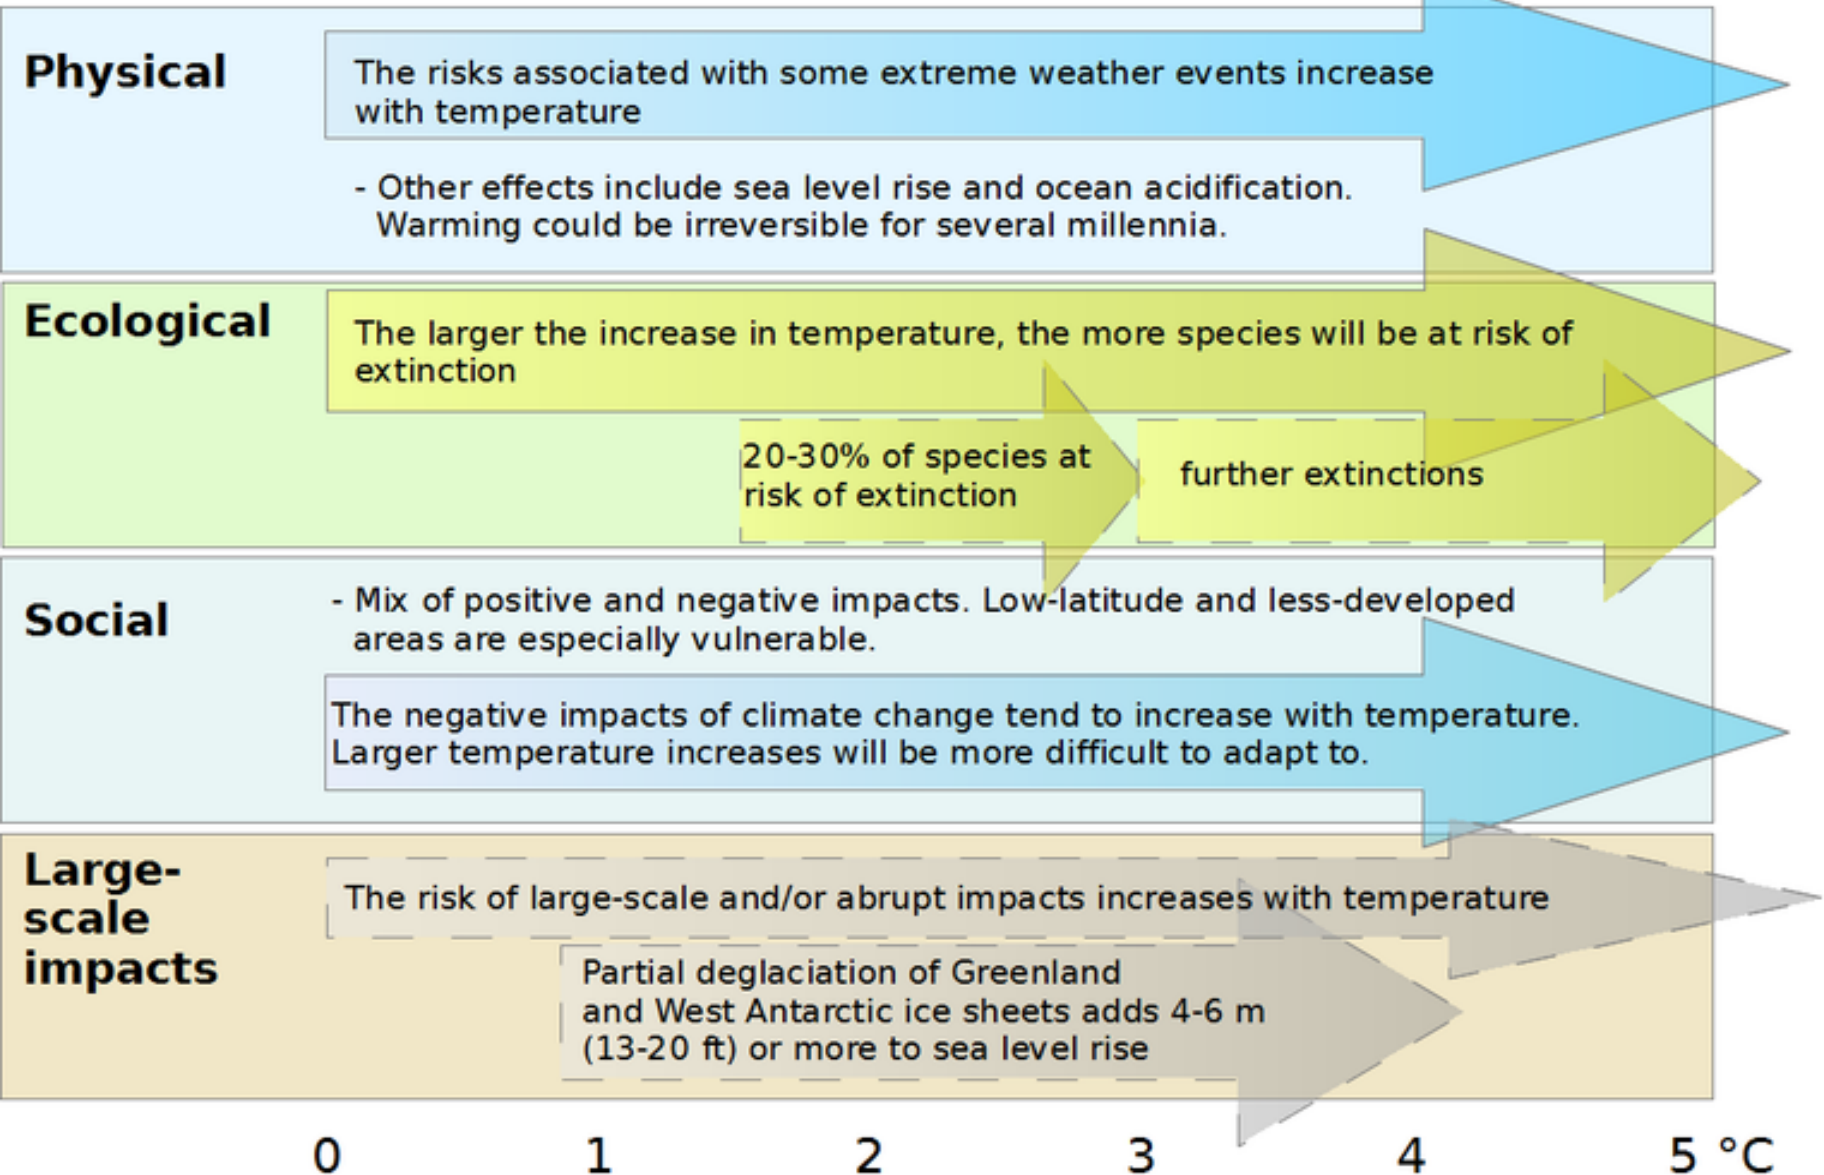 Physical
The risks associated with some extreme weather events increase
with temperature
- Other effects include sea level rise and ocean acidification.
Warming could be irreversible for several millennia.
Ecological
The larger the increase in temperature, the more species will be at risk of
extinction
20-30% of species at
risk of extinction
further extinctions
Social
- Mix of positive and negative impacts. Low-latitude and less-developed
areas are especially vulnerable.
The negative impacts of climate change tend to increase with temperature.
Larger temperature increases will be more difficult to adapt to.
Large-
scale
impacts
The risk of large-scale and/or abrupt impacts increases with temperature
Partial deglaciation of Greenland
and West Antarctic ice sheets adds 4-6 m
(13-20 ft) or more to sea level rise
0 1 2 3 4 5 °C